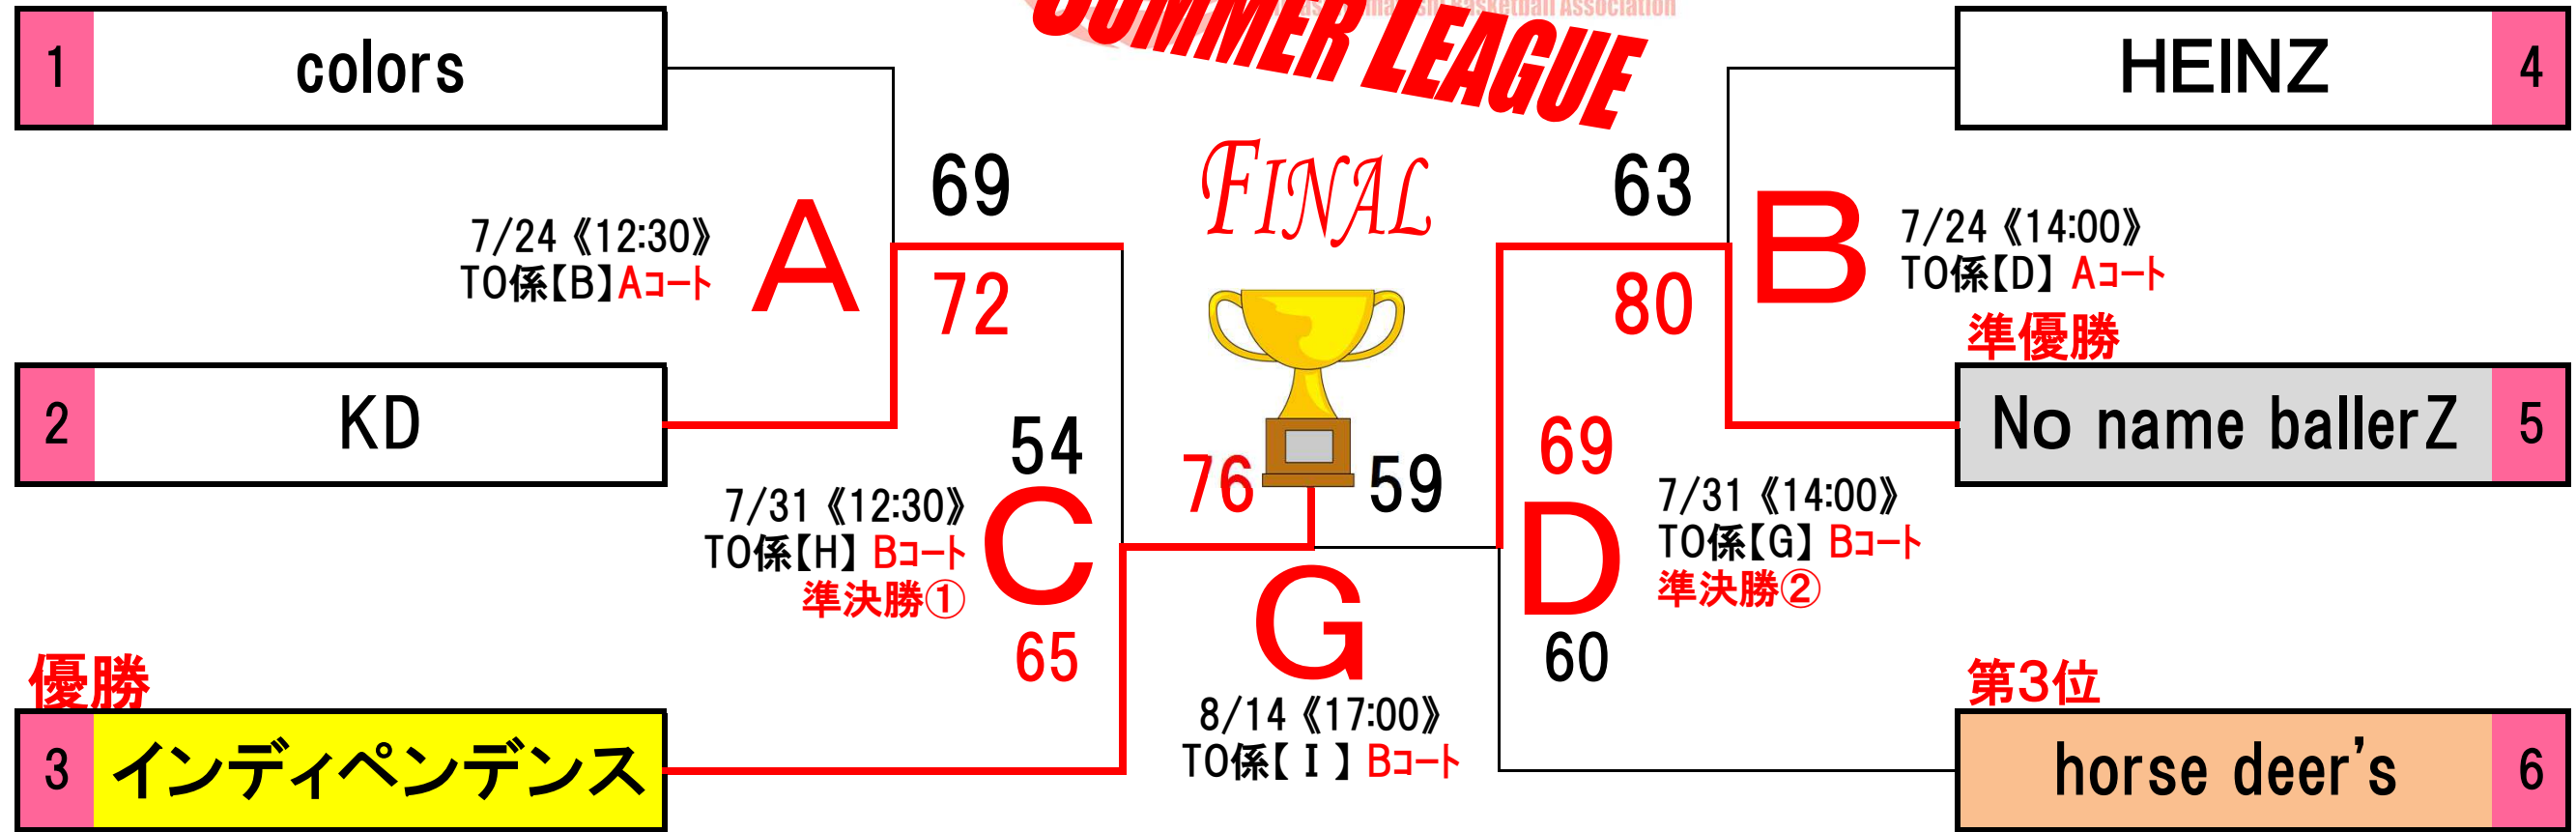 Basketball Association
SUMMER LEAGUE
1 colors
HEINZ 4
FINAL
69
63
7/24《12:30》
TO係【B】Aコート
A
B
7/24《14:00》
TO係【D】 Aコート
72
80
準優勝
2 KD
No name ballerZ 5
54
69
76
59
7/31《12:30》
TO係【H】 Bコート
準決勝①
C
D
7/31《14:00》
TO係【G】 Bコート
準決勝②
G
65
60
8/14《17:00》
TO係【 I 】 Bコート
優勝
第3位
3 インディペンデンス
horse deer's 6